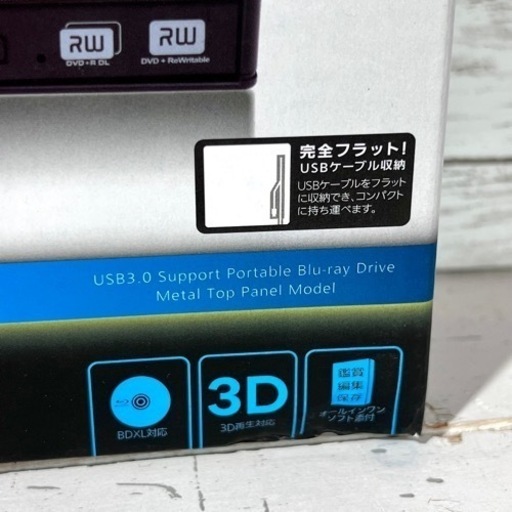 RW
DVD+R DL
RW
DVD+ReWritable
完全フラット!
USBケーブル収納
USBケーブルをフラット
に収納でき、コンパクト
に持ち運べます。
USB3.0 Support Portable Blu-ray Drive
Metal Top Panel Model
BDXL対応
3D
3D再生対応
再生
編集
保存
オールインワン
ソフト添付